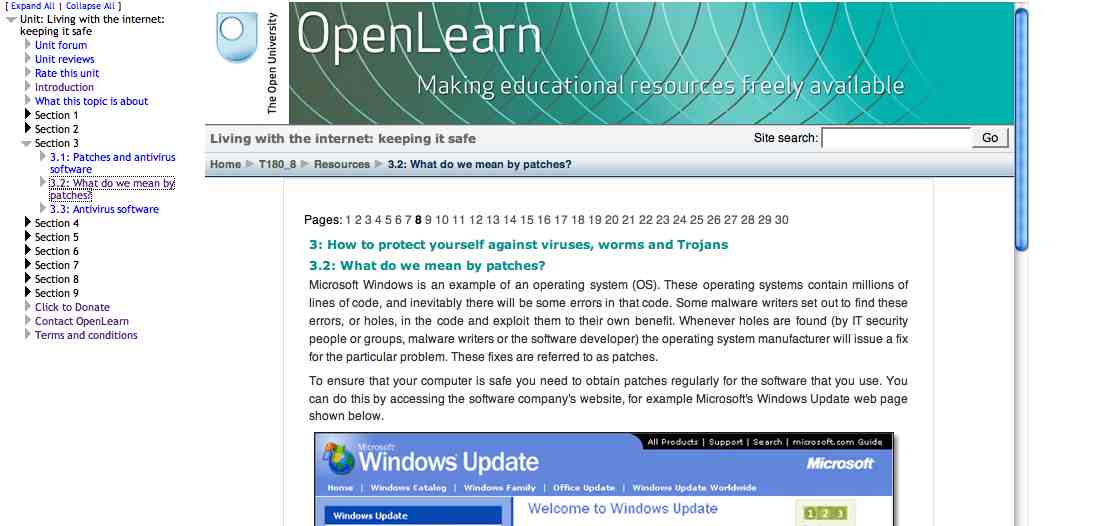 [ Expand All | Collapse All ]
Unit: Living with the internet:
keeping it safe
Unit forum
Unit reviews
Rate this unit
Introduction
What this topic is about
Section 1
Section 2
Section 3
3.1: Patches and antivirus
software
3.2: What do we mean by
patches?
3.3: Antivirus software
Section 4
Section 5
Section 6
Section 7
Section 8
Section 9
Click to Donate
Contact OpenLearn
Terms and conditions
The Open University
OpenLearn
Making educational resources freely available
Living with the internet: keeping it safe
Site search:
Go
Home ► T180_8 ► Resources ► 3.2: What do we mean by patches?
Pages: 1 2 3 4 5 6 7 8 9 10 11 12 13 14 15 16 17 18 19 20 21 22 23 24 25 26 27 28 29 30
3: How to protect yourself against viruses, worms and Trojans
3.2: What do we mean by patches?
Microsoft Windows is an example of an operating system (OS). These operating systems contain millions of
lines of code, and inevitably there will be some errors in that code. Some malware writers set out to find these
errors, or holes, in the code and exploit them to their own benefit. Whenever holes are found (by IT security
people or groups, malware writers or the software developer) the operating system manufacturer will issue a fix
for the particular problem. These fixes are referred to as patches.
To ensure that your computer is safe you need to obtain patches regularly for the software that you use. You
can do this by accessing the software company's website, for example Microsoft's Windows Update web page
shown below.
All Products | Support | Search | microsoft.com Guide
Microsoft
Windows Update
Microsoft
Home | Windows Catalog | Windows Family | Office Update | Windows Update Worldwide
Windows Update
Welcome to Windows Update
1 2 3